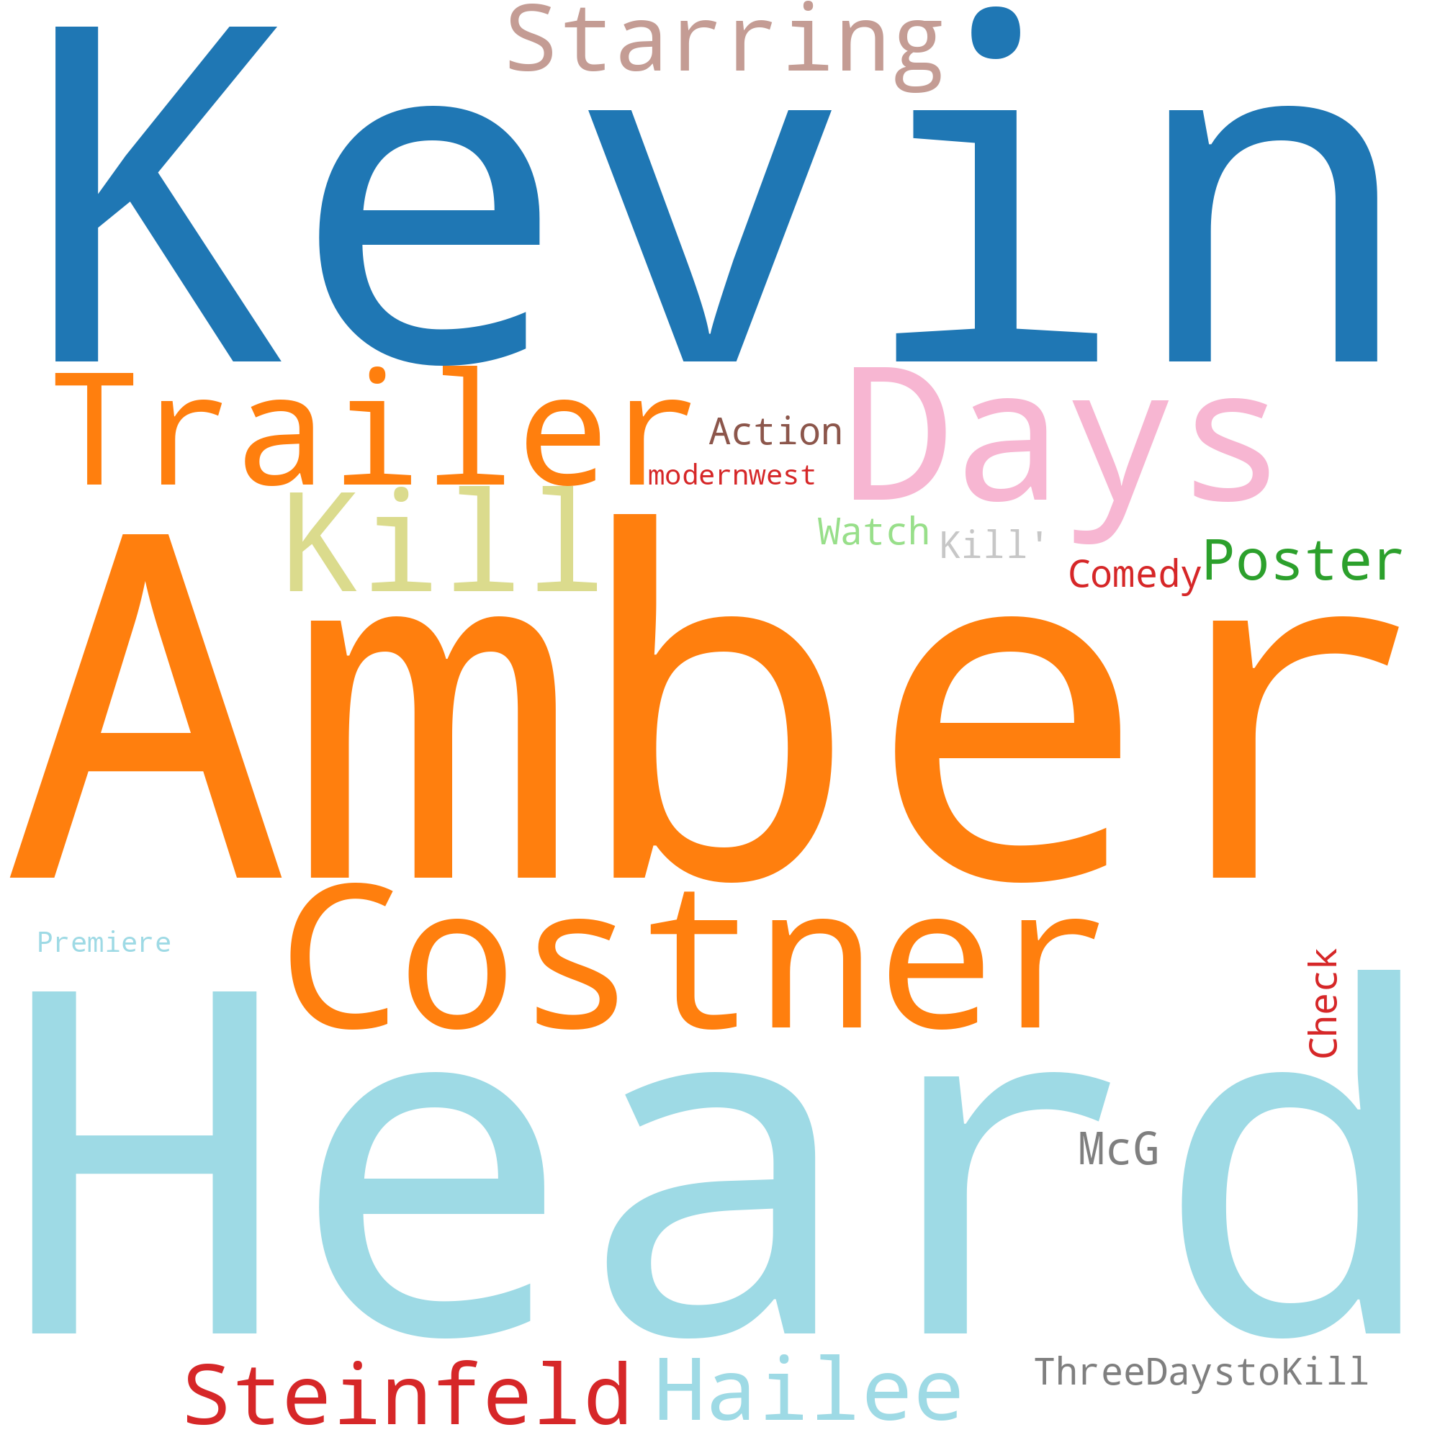 Starring
Kevin
Trailer
Action
Days
modernwest
Kill
Watch
Kill'
Comedy
Poster
Amber
Costner
Premiere
Check
Heard
McG
Steinfeld
Hailee
ThreeDaystoKill